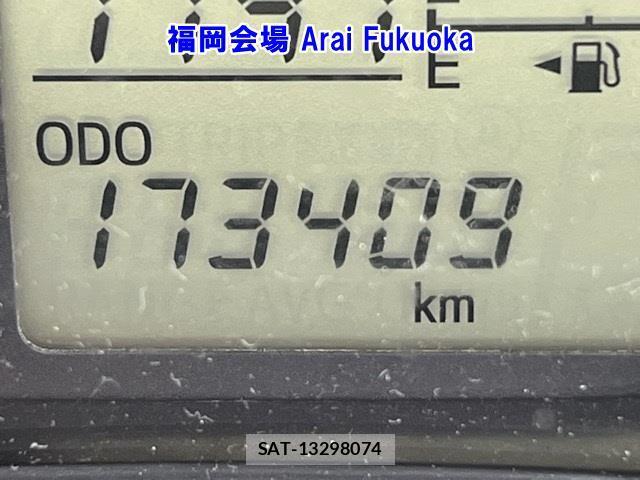 福岡会場 Arai Fukuoka
E
ODO
173409
km
SAT-13298074